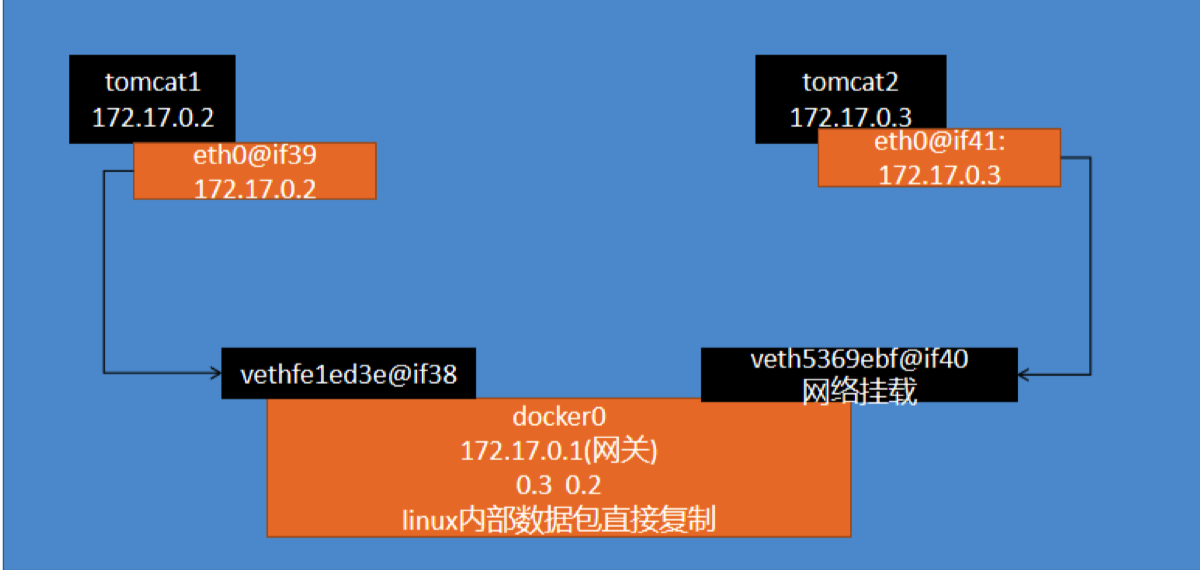 tomcat1
172.17.0.2
eth0@if39
172.17.0.2
tomcat2
172.17.0.3
eth0@if41:
172.17.0.3
vethfe1ed3e@if38
veth5369ebf@if40
网络挂载
docker0
172.17.0.1(网关)
0.3 0.2
linux内部数据包直接复制